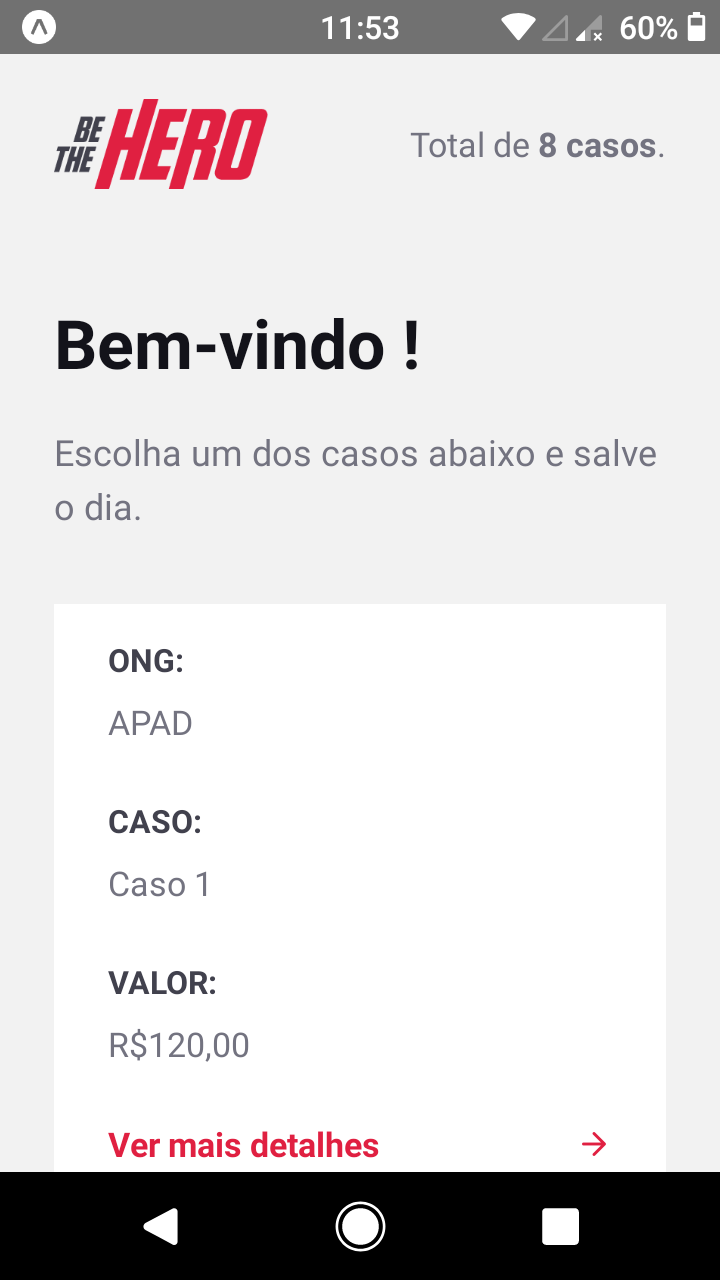 11:53
60%
BE
THE
HERO
Total de 8 casos.
Bem-vindo !
Escolha um dos casos abaixo e salve
o dia.
ONG:
APAD
CASO:
Caso 1
VALOR:
R$120,00
Ver mais detalhes